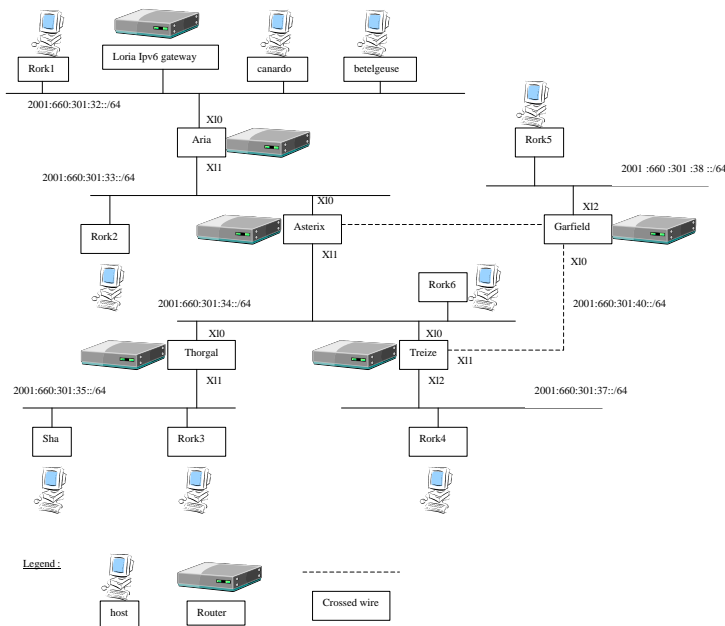 Loria Ipv6 gateway
Rork1
canardo
betelgeuse
2001:660:301:32::/64
Xl0
Aria
Xl1
Rork5
2001:660:301:33::/64
2001 :660 :301 :38 ::/64
Xl0
Xl2
Rork2
Asterix
Garfield
Xl1
Xl0
Rork6
2001:660:301:34::/64
2001:660:301:40::/64
Xl0
Xl0
Thorgal
Treize
Xl1
Xl1
Xl2
2001:660:301:35::/64
2001:660:301:37::/64
Sha
Rork3
Rork4
Legend :
host
Router
Crossed wire